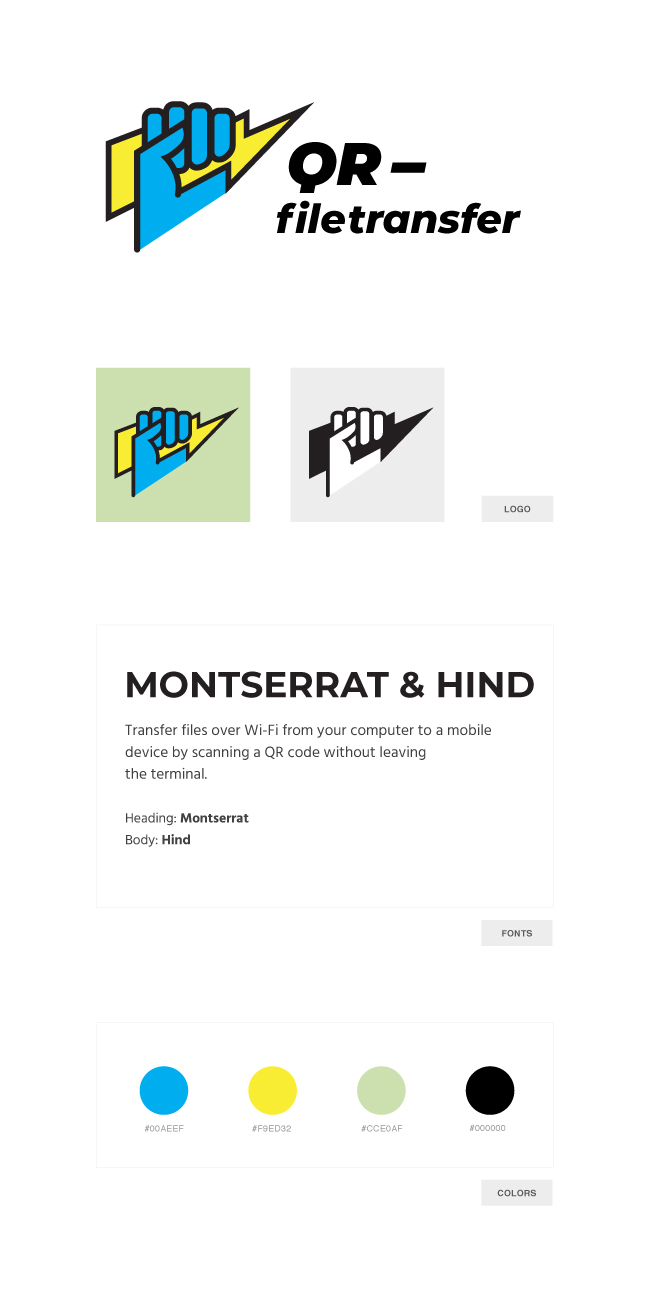 QR –
filetransfer
LOGO
MONTSERRAT & HIND
Transfer files over Wi-Fi from your computer to a mobile
device by scanning a QR code without leaving
the terminal.
Heading: Montserrat
Body: Hind
FONTS
#00AEEF
#F9ED32
#CCE0AF
#000000
COLORS